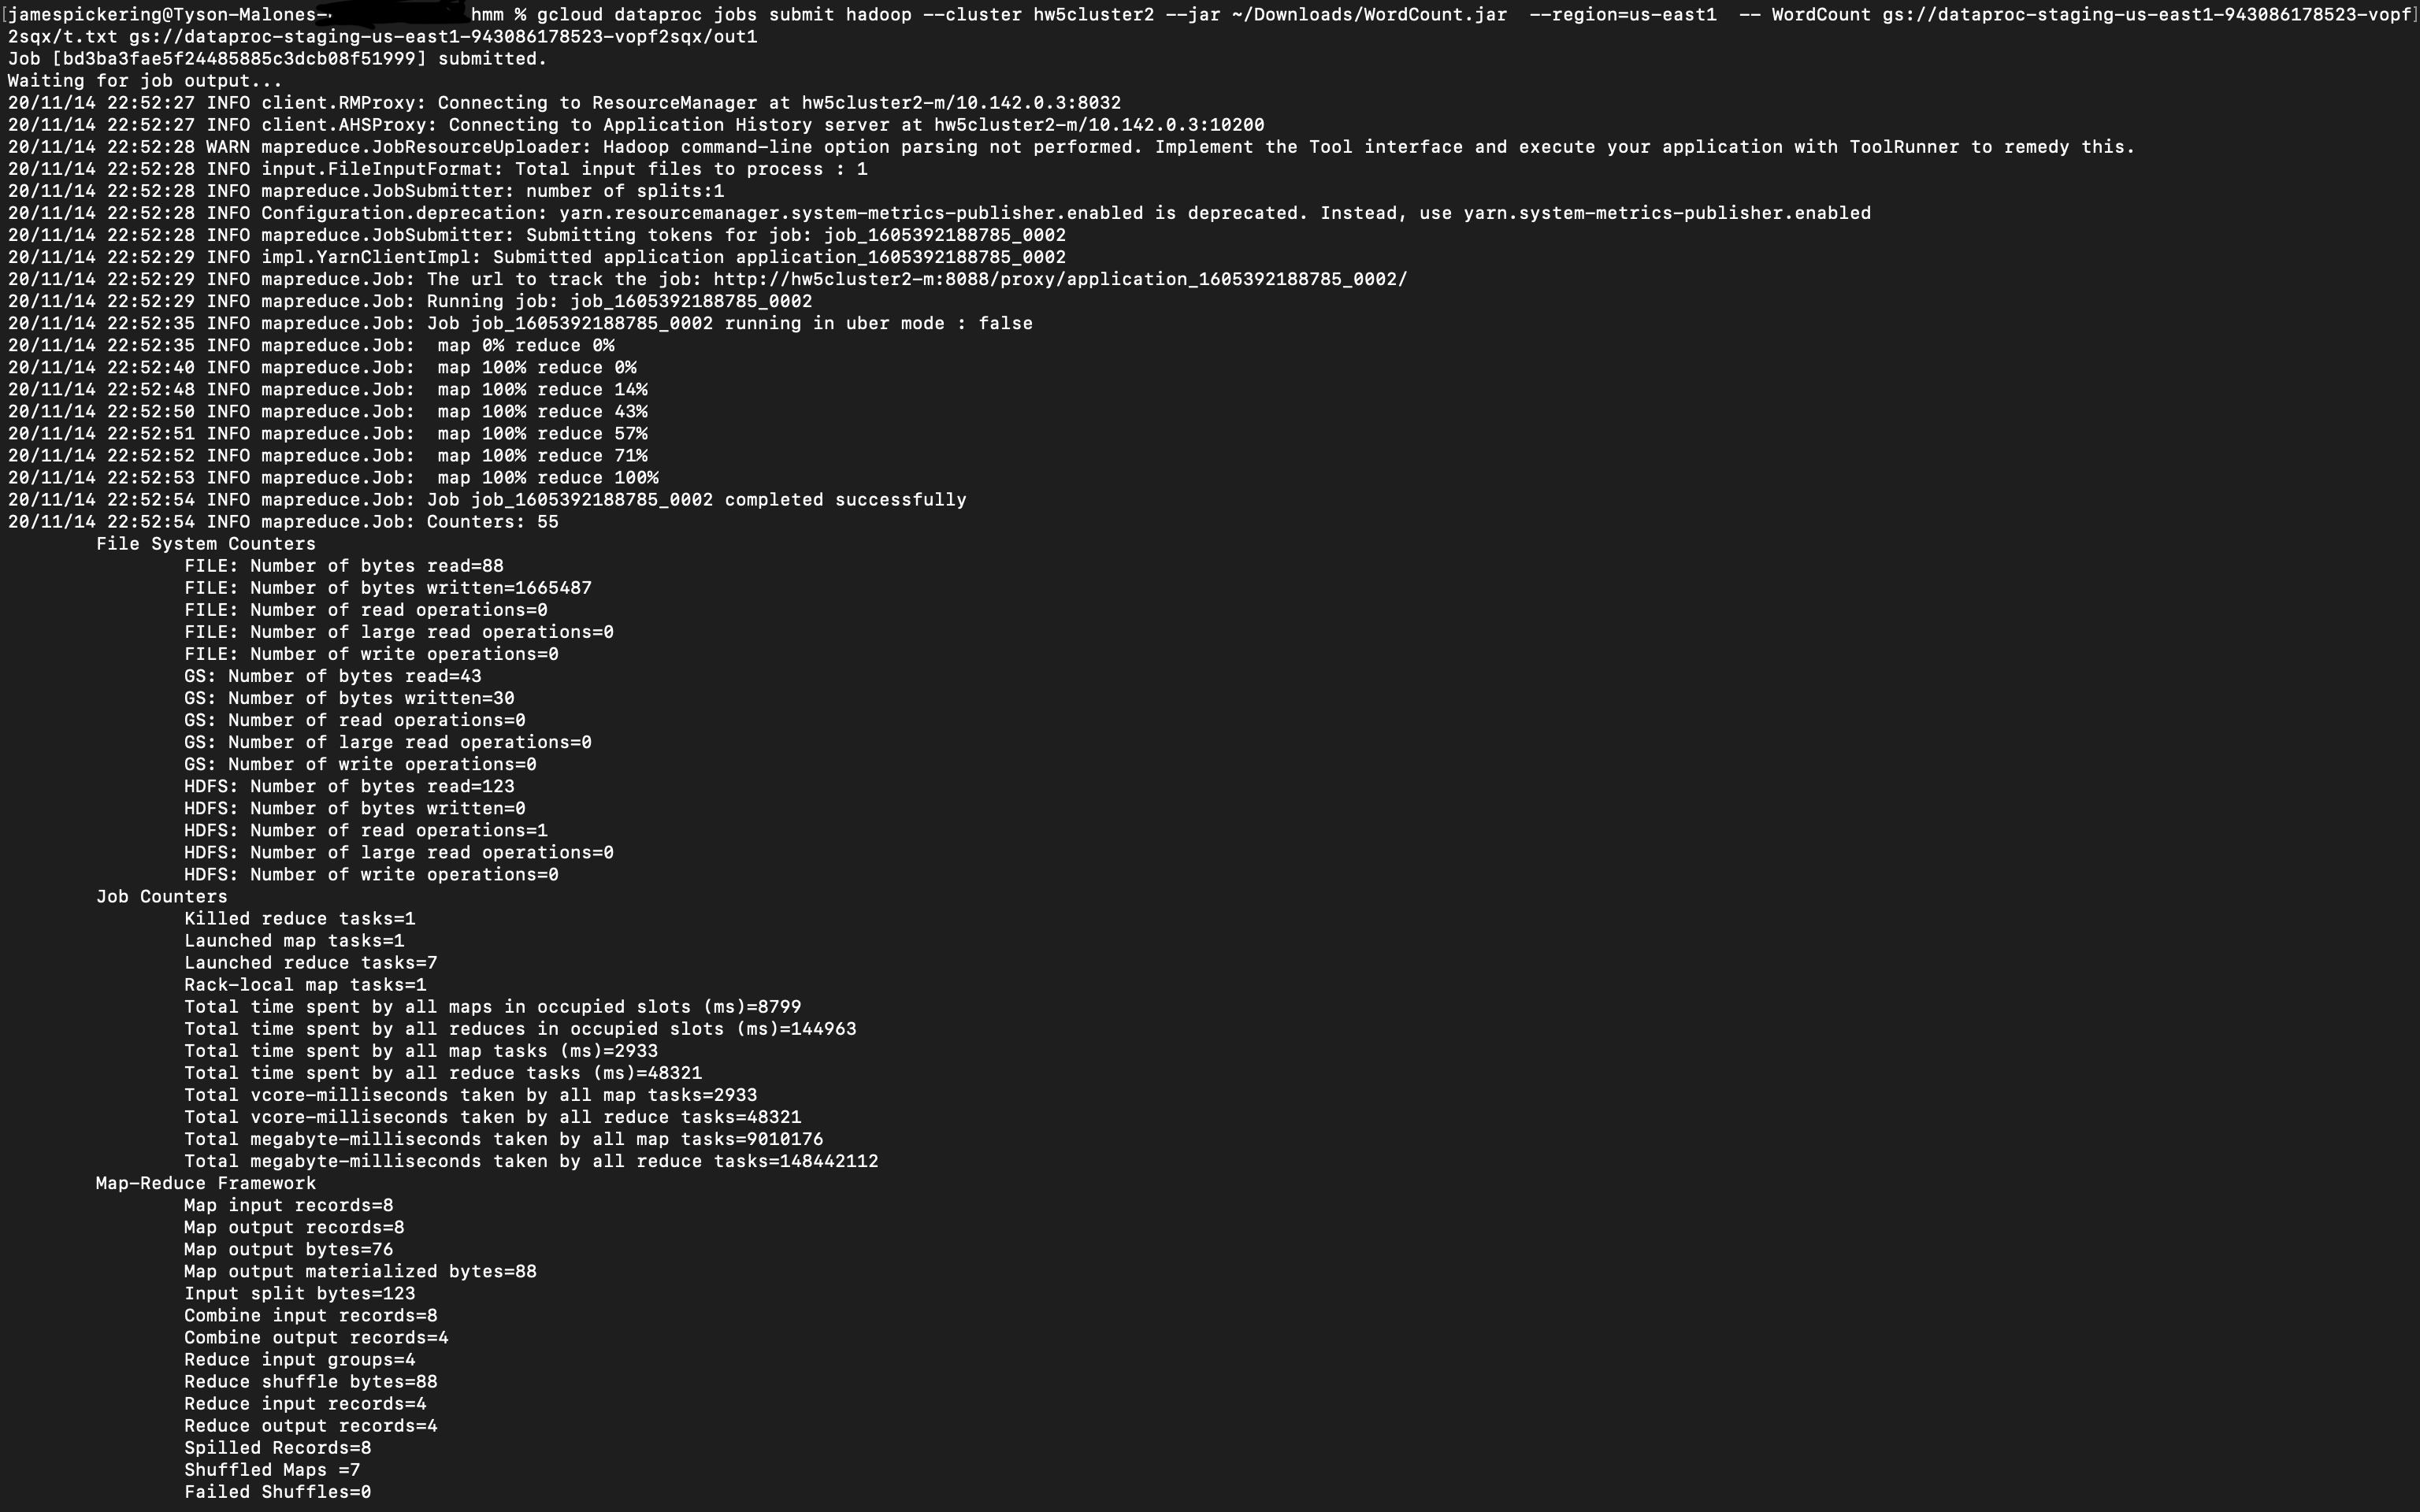 [jamespickering@Tyson-Malones- hmm % gcloud dataproc jobs submit hadoop --cluster hw5cluster2 --jar ~/Downloads/WordCount.jar  --region=us-east1  -- WordCount gs://dataproc-staging-us-east1-943086178523-vopf]
2sqx/t.txt gs://dataproc-staging-us-east1-943086178523-vopf2sqx/out1
Job [bd3ba3fae5f24485885c3dcb08f51999] submitted.
Waiting for job output...
20/11/14 22:52:27 INFO client.RMProxy: Connecting to ResourceManager at hw5cluster2-m/10.142.0.3:8032
20/11/14 22:52:27 INFO client.AHSProxy: Connecting to Application History server at hw5cluster2-m/10.142.0.3:10200
20/11/14 22:52:28 WARN mapreduce.JobResourceUploader: Hadoop command-line option parsing not performed. Implement the Tool interface and execute your application with ToolRunner to remedy this.
20/11/14 22:52:28 INFO input.FileInputFormat: Total input files to process : 1
20/11/14 22:52:28 INFO mapreduce.JobSubmitter: number of splits:1
20/11/14 22:52:28 INFO Configuration.deprecation: yarn.resourcemanager.system-metrics-publisher.enabled is deprecated. Instead, use yarn.system-metrics-publisher.enabled
20/11/14 22:52:28 INFO mapreduce.JobSubmitter: Submitting tokens for job: job_1605392188785_0002
20/11/14 22:52:29 INFO impl.YarnClientImpl: Submitted application application_1605392188785_0002
20/11/14 22:52:29 INFO mapreduce.Job: The url to track the job: http://hw5cluster2-m:8088/proxy/application_1605392188785_0002/
20/11/14 22:52:29 INFO mapreduce.Job: Running job: job_1605392188785_0002
20/11/14 22:52:35 INFO mapreduce.Job: Job job_1605392188785_0002 running in uber mode : false
20/11/14 22:52:35 INFO mapreduce.Job:  map 0% reduce 0%
20/11/14 22:52:40 INFO mapreduce.Job:  map 100% reduce 0%
20/11/14 22:52:48 INFO mapreduce.Job:  map 100% reduce 14%
20/11/14 22:52:50 INFO mapreduce.Job:  map 100% reduce 43%
20/11/14 22:52:51 INFO mapreduce.Job:  map 100% reduce 57%
20/11/14 22:52:52 INFO mapreduce.Job:  map 100% reduce 71%
20/11/14 22:52:53 INFO mapreduce.Job:  map 100% reduce 100%
20/11/14 22:52:54 INFO mapreduce.Job: Job job_1605392188785_0002 completed successfully
20/11/14 22:52:54 INFO mapreduce.Job: Counters: 55
File System Counters
FILE: Number of bytes read=88
FILE: Number of bytes written=1665487
FILE: Number of read operations=0
FILE: Number of large read operations=0
FILE: Number of write operations=0
GS: Number of bytes read=43
GS: Number of bytes written=30
GS: Number of read operations=0
GS: Number of large read operations=0
GS: Number of write operations=0
HDFS: Number of bytes read=123
HDFS: Number of bytes written=0
HDFS: Number of read operations=1
HDFS: Number of large read operations=0
HDFS: Number of write operations=0
Job Counters
Killed reduce tasks=1
Launched map tasks=1
Launched reduce tasks=7
Rack-local map tasks=1
Total time spent by all maps in occupied slots (ms)=8799
Total time spent by all reduces in occupied slots (ms)=144963
Total time spent by all map tasks (ms)=2933
Total time spent by all reduce tasks (ms)=48321
Total vcore-milliseconds taken by all map tasks=2933
Total vcore-milliseconds taken by all reduce tasks=48321
Total megabyte-milliseconds taken by all map tasks=9010176
Total megabyte-milliseconds taken by all reduce tasks=148442112
Map-Reduce Framework
Map input records=8
Map output records=8
Map output bytes=76
Map output materialized bytes=88
Input split bytes=123
Combine input records=8
Combine output records=4
Reduce input groups=4
Reduce shuffle bytes=88
Reduce input records=4
Reduce output records=4
Spilled Records=8
Shuffled Maps =7
Failed Shuffles=0